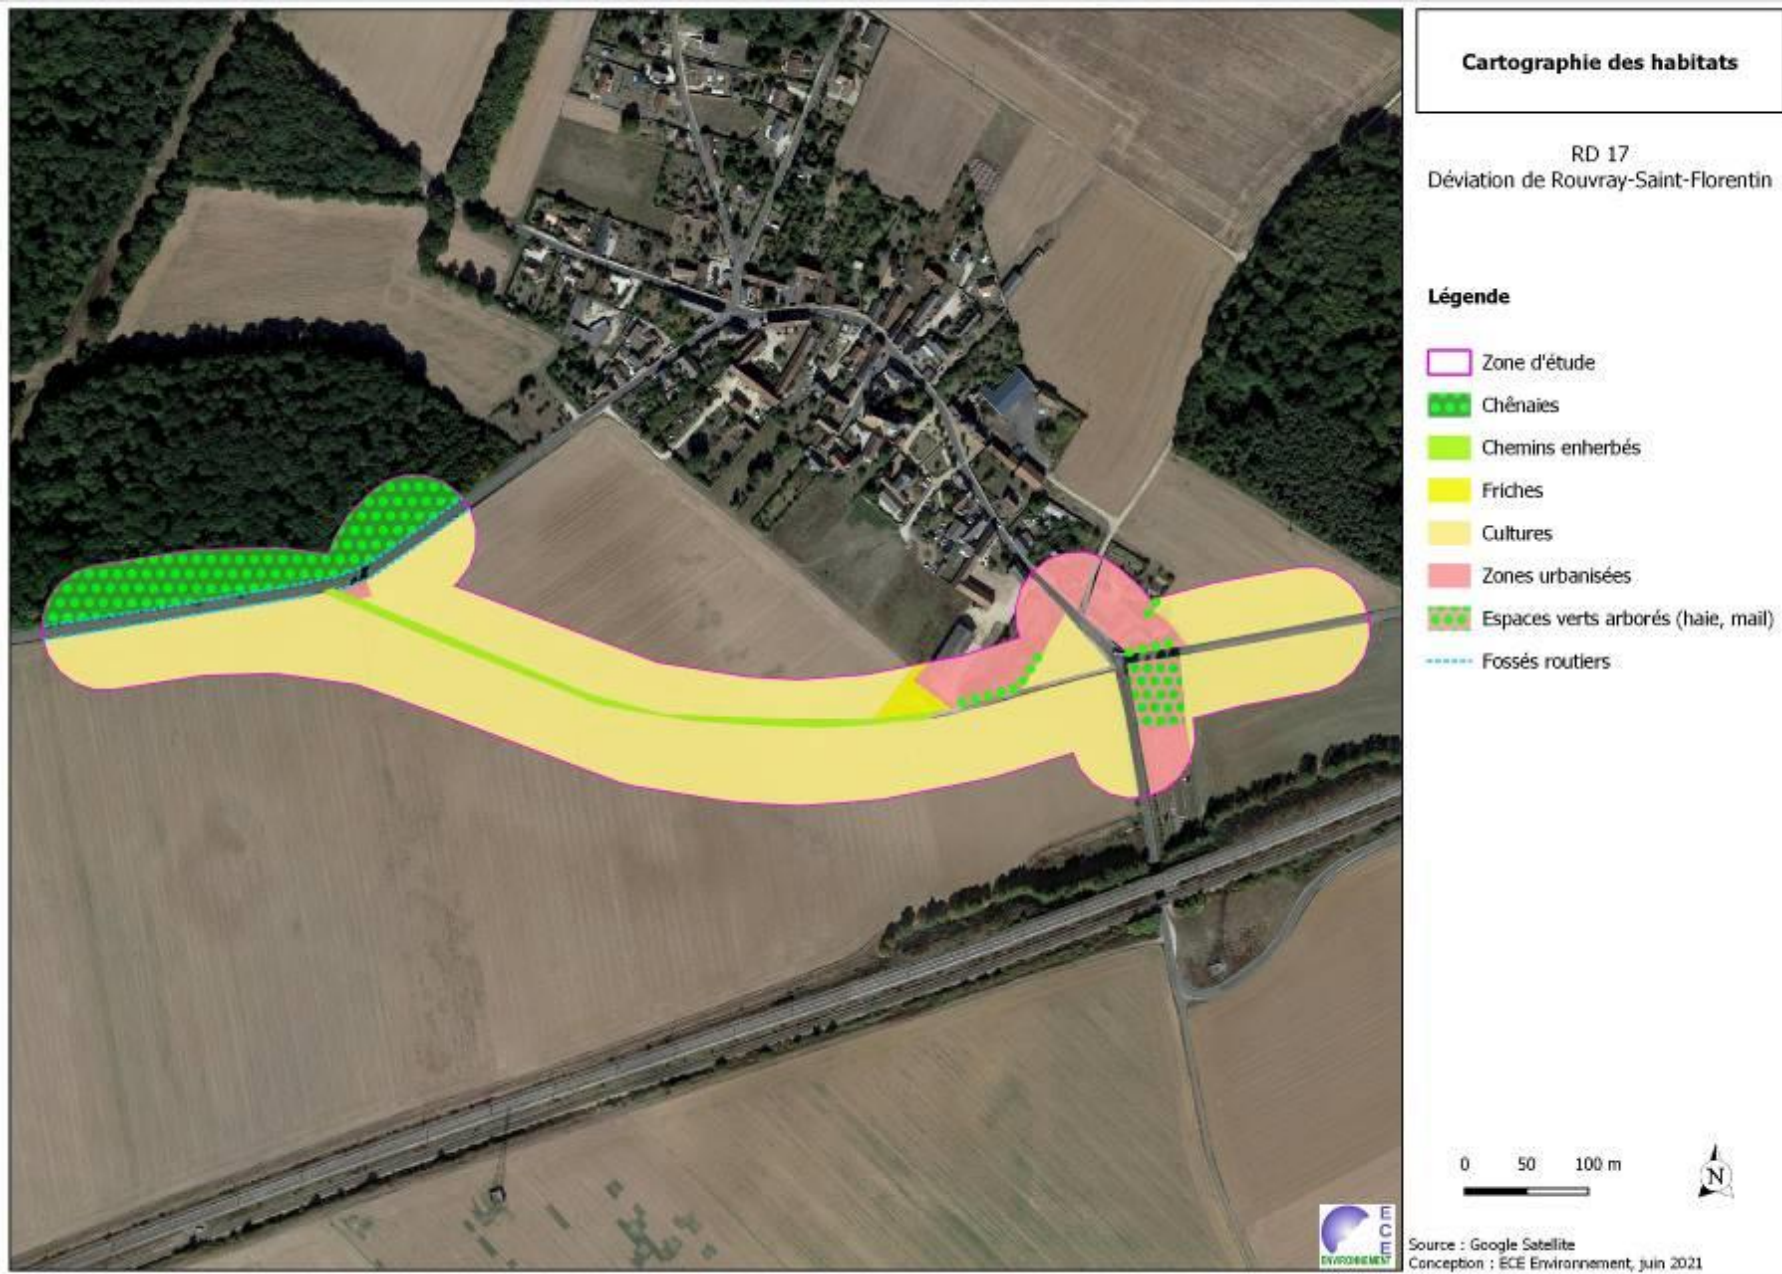 Cartographie des habitats
RD 17
Déviation de Rouvray-Saint-Florentin
Légende
Zone d'étude
Chênaies
Chemins enherbés
Friches
Cultures
Zones urbanisées
Espaces verts arborés (haie, mail)
Fossés routiers
0 50 100 m
N
ECE
ENVIRONNEMENT
Source : Google Satellite
Conception : ECE Environnement, juin 2021